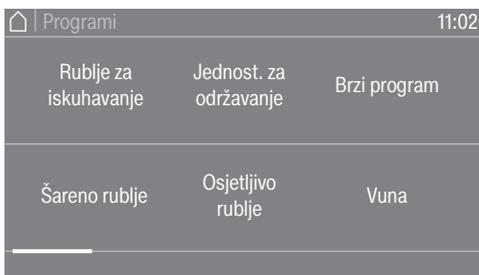 Programi 11:02
Rublje za
iskuhavanje
Jednost. za
održavanje
Brzi program
Šareno rublje
Osjetljivo
rublje
Vuna